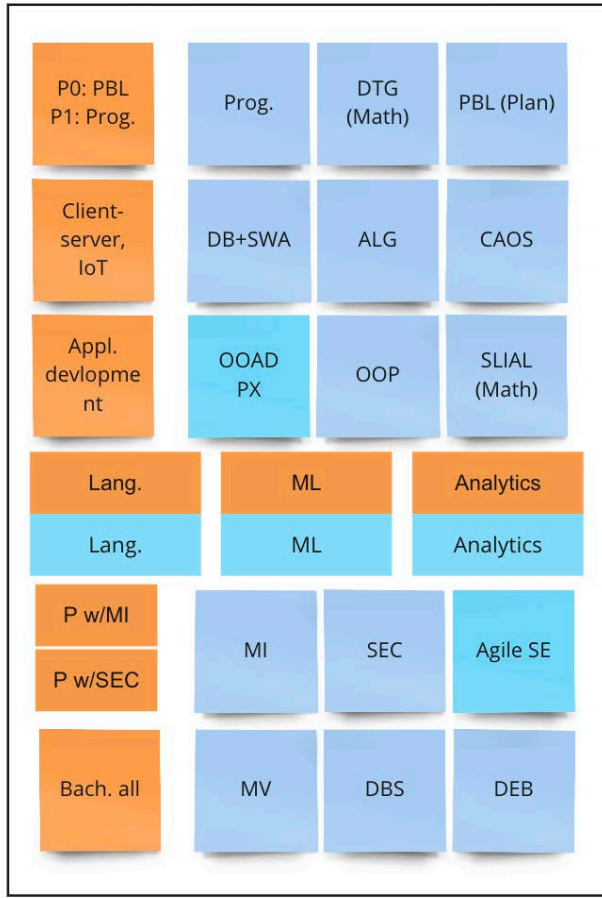 P0: PBL
P1: Prog.
Prog.
DTG
(Math)
PBL (Plan)
Client-
server,
IoT
DB+SWA
ALG
CAOS
Appl.
devlopme
nt
OOAD
PX
OOP
SLIAL
(Math)
Lang.
ML
Analytics
Lang.
ML
Analytics
P w/MI
P w/SEC
MI
SEC
Agile SE
Bach. all
MV
DBS
DEB